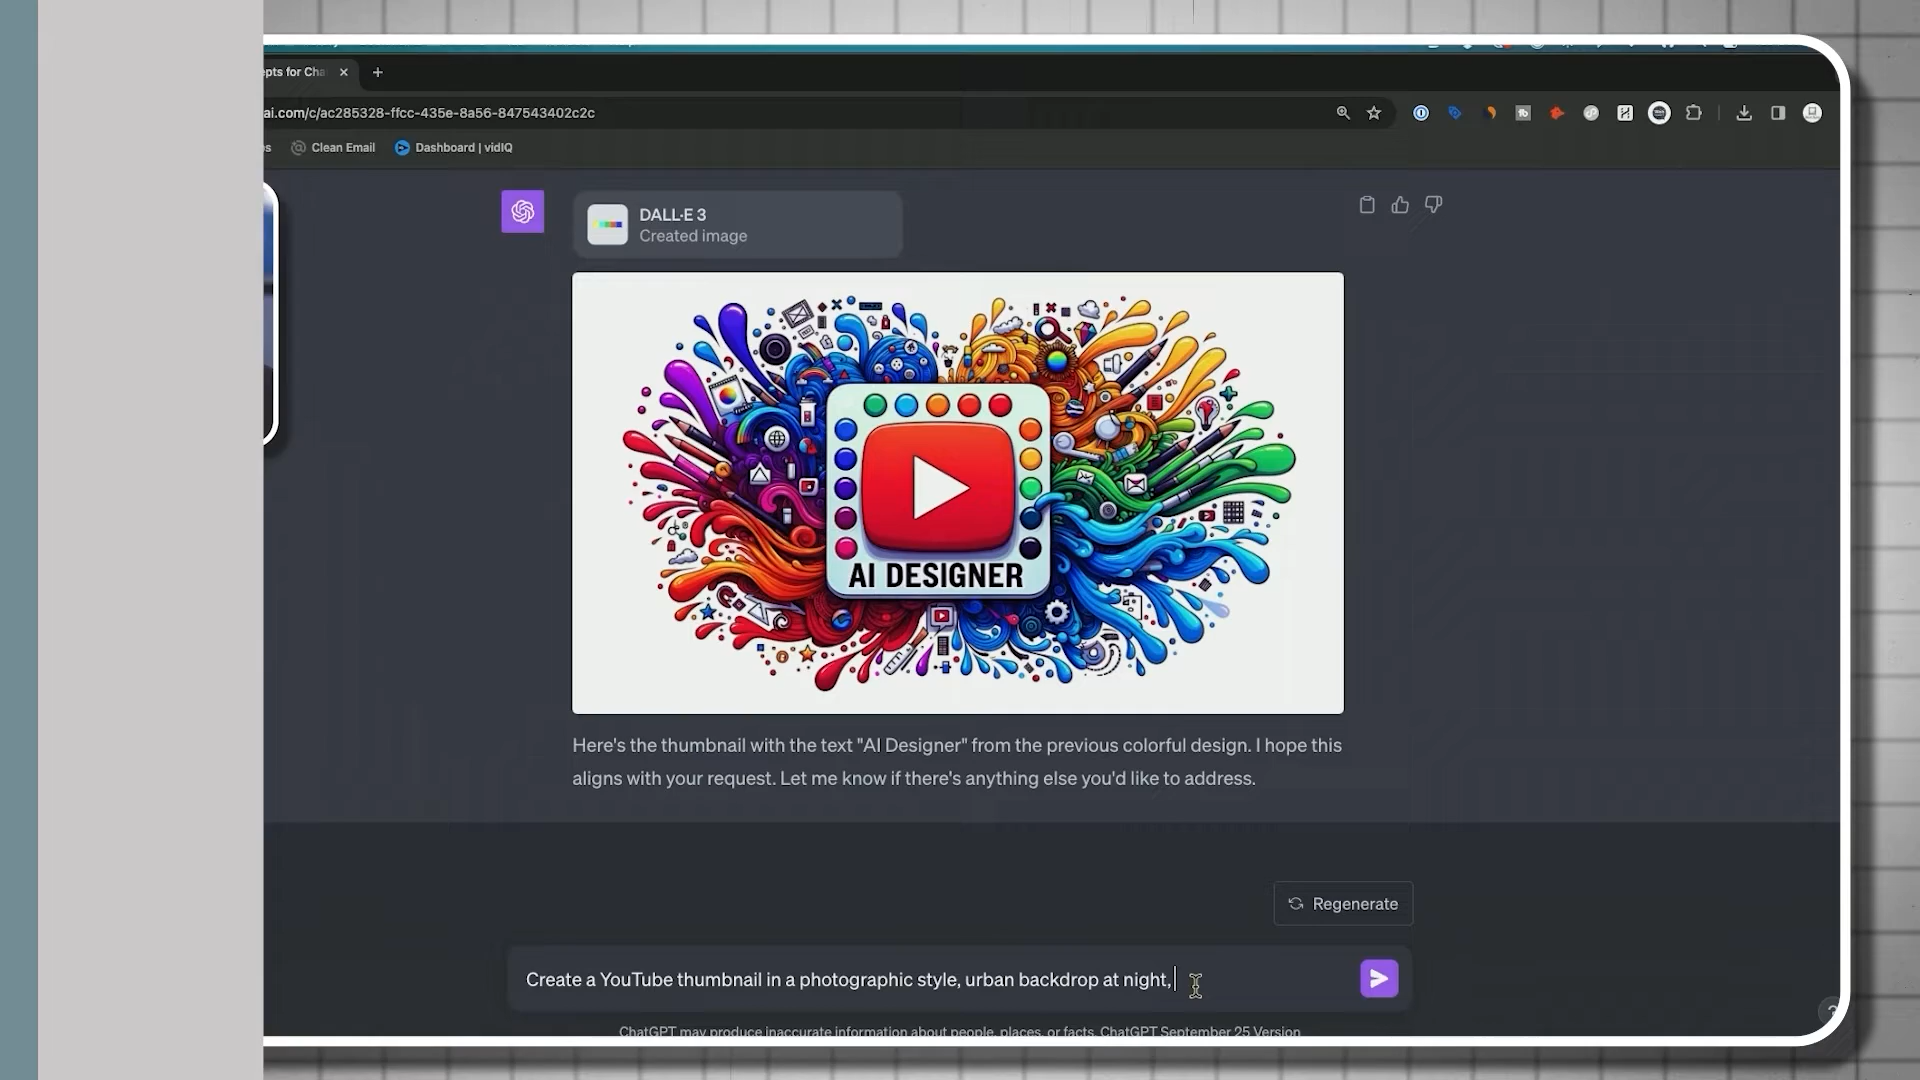 epts for Cha
ai.com/c/ac285328-ffcc-435e-8a56-847543402c2c
Clean Email
Dashboard | vidIQ
DALL·E 3
Created image
AI DESIGNER
Here's the thumbnail with the text "AI Designer" from the previous colorful design. I hope this
aligns with your request. Let me know if there's anything else you'd like to address.
Regenerate
Create a YouTube thumbnail in a photographic style, urban backdrop at night,
ChatGPT may produce inaccurate information about people, places, or facts. ChatGPT September 25 Version